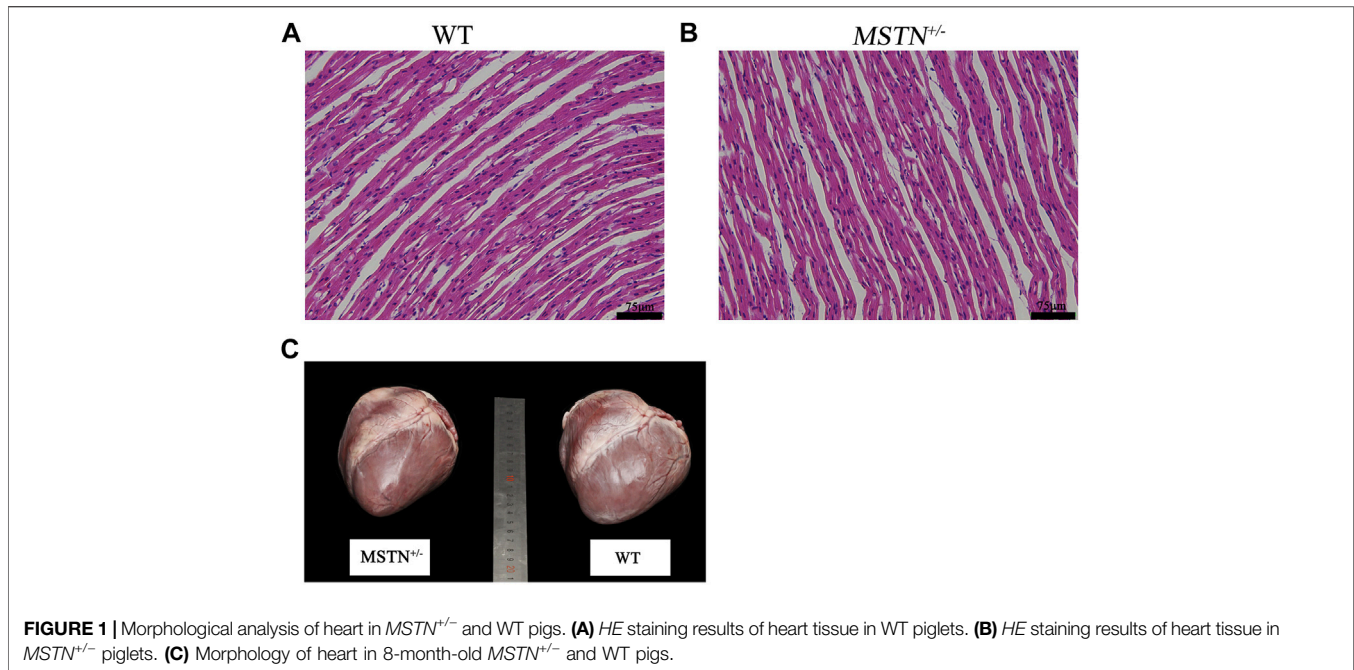 A WT
B MSTN+/-
75μm
75μm
C
MSTN+/-
WT
FIGURE 1 | Morphological analysis of heart in MSTN+/− and WT pigs. (A) HE staining results of heart tissue in WT piglets. (B) HE staining results of heart tissue in
MSTN+/− piglets. (C) Morphology of heart in 8-month-old MSTN+/− and WT pigs.